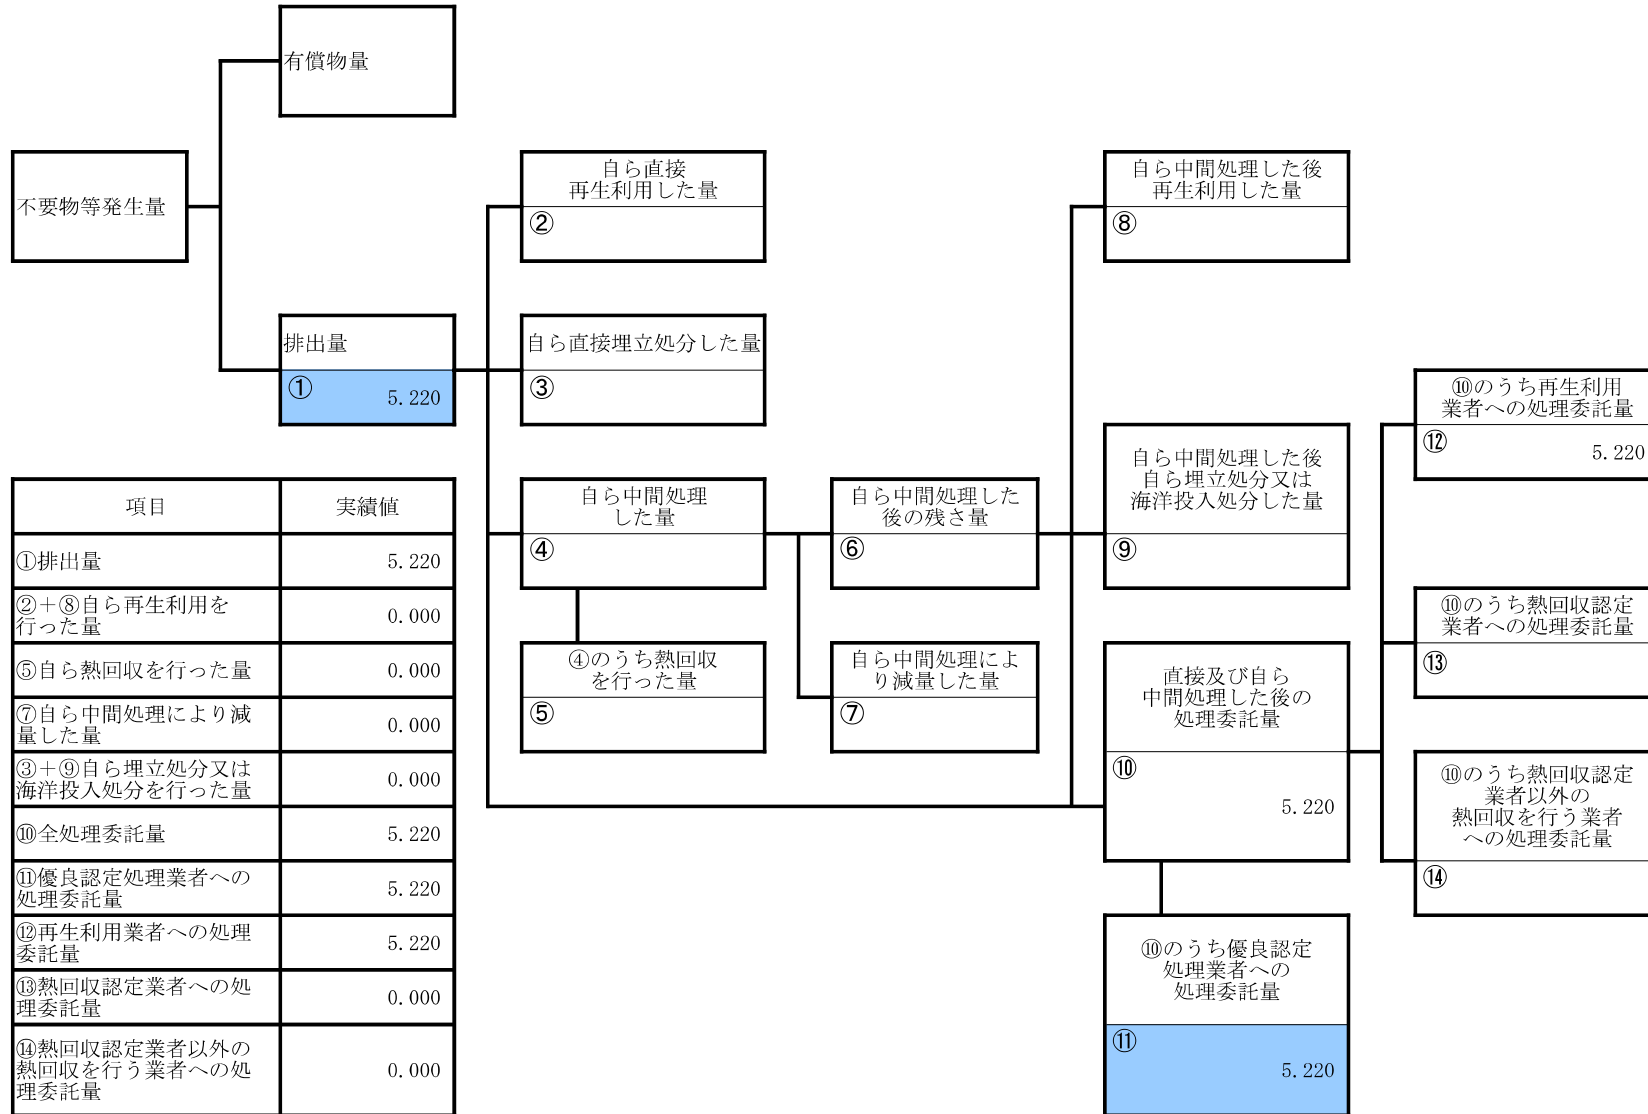 有償物量
不要物等発生量
排出量
①
5.220
自ら直接
再生利用した量
②
自ら直接埋立処分した量
③
自ら中間処理
した量
④
④のうち熱回収
を行った量
⑤
自ら中間処理した
後の残さ量
⑥
自ら中間処理によ
り減量した量
⑦
自ら中間処理した後
再生利用した量
⑧
自ら中間処理した後
自ら埋立処分又は
海洋投入処分した量
⑨
直接及び自ら
中間処理した後の
処理委託量
⑩
5.220
⑩のうち優良認定
処理業者への
処理委託量
⑪
5.220
⑩のうち再生利用
業者への処理委託量
⑫
5.220
⑩のうち熱回収認定
業者への処理委託量
⑬
⑩のうち熱回収認定
業者以外の
熱回収を行う業者
への処理委託量
⑭
項目 実績値
①排出量 5.220
②+⑧自ら再生利用を
行った量 0.000
⑤自ら熱回収を行った量 0.000
⑦自ら中間処理により減
量した量 0.000
③+⑨自ら埋立処分又は
海洋投入処分を行った量 0.000
⑩全処理委託量 5.220
⑪優良認定処理業者への
処理委託量 5.220
⑫再生利用業者への処理
委託量 5.220
⑬熱回収認定業者への処
理委託量 0.000
⑭熱回収認定業者以外の
熱回収を行う業者への処
理委託量 0.000